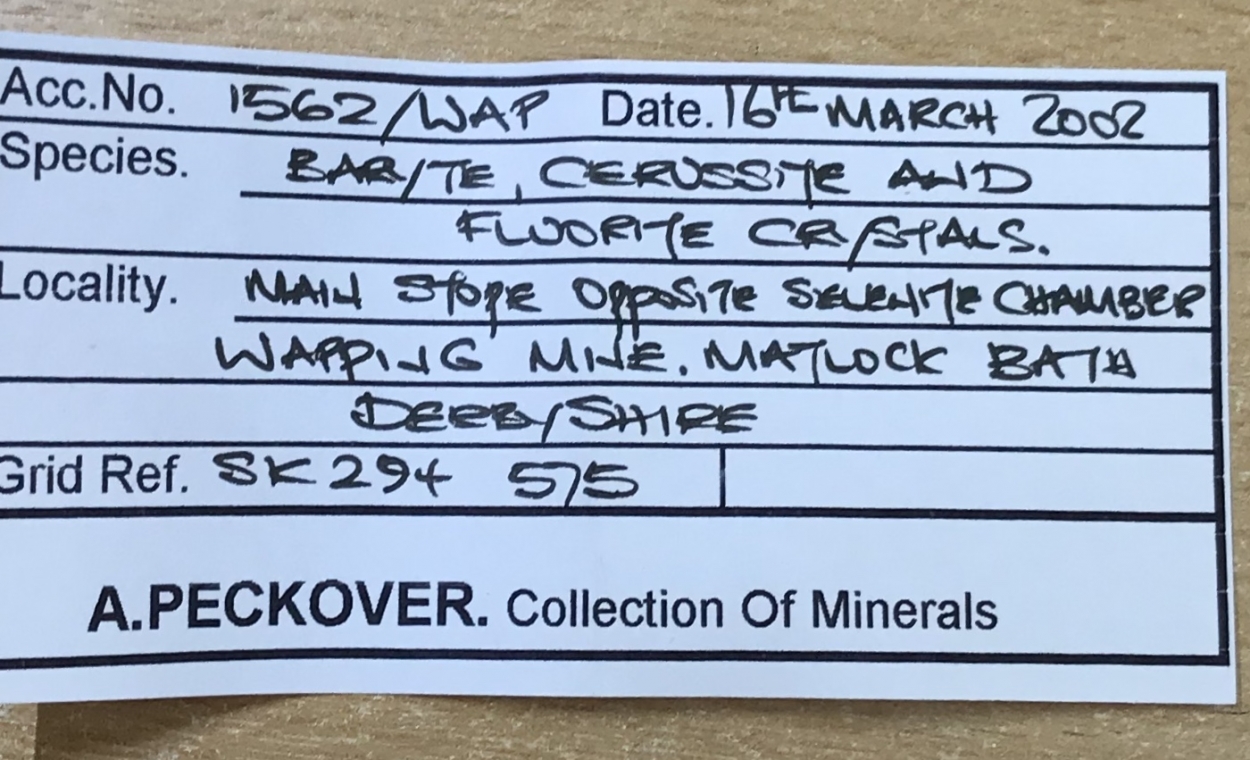 Acc.No. 1562/WAP Date. 16TH MARCH 2002
Species. BARITE, CERUSSITE AND
FLUORITE CRYSTALS.
Locality. MAIN STOPE OPPOSITE SELENITE CHAMBER
WAPPING MINE. MATLOCK BATH
DERBYSHIRE
Grid Ref. SK 294 575
A.PECKOVER. Collection Of Minerals